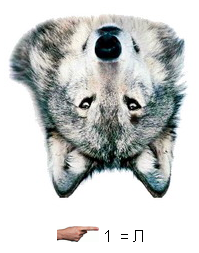 1 = Л